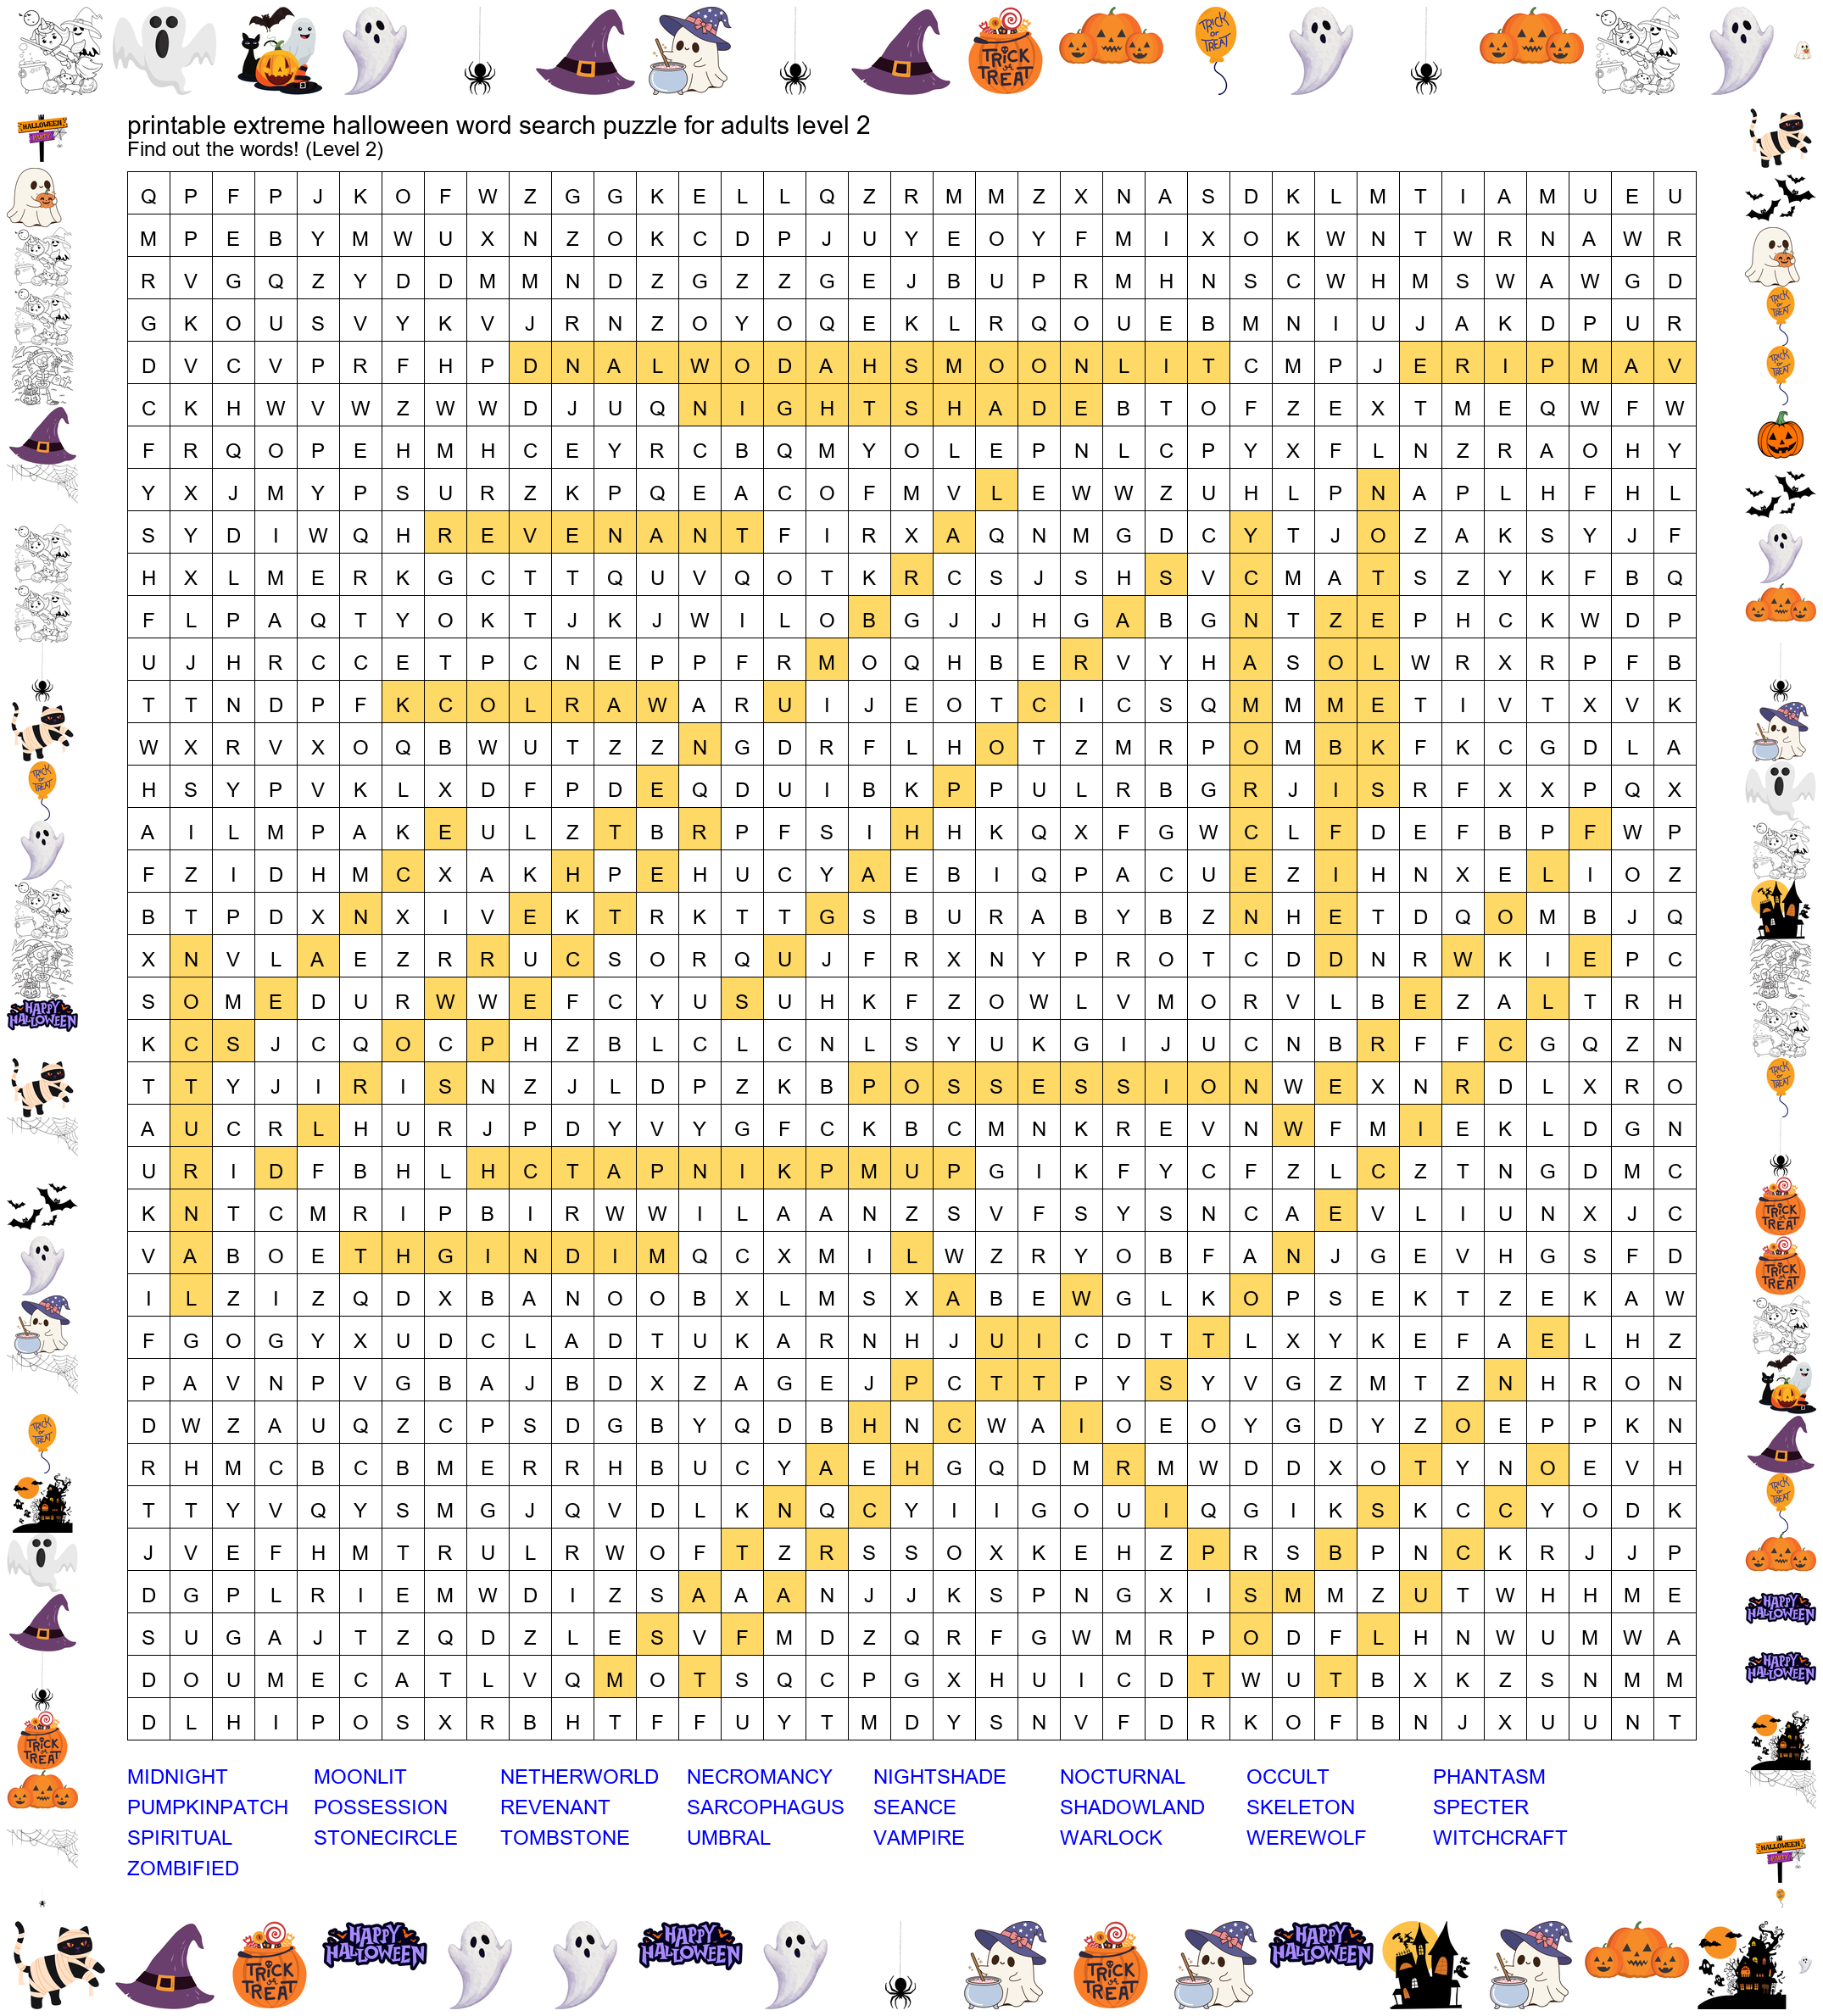 printable extreme halloween word search puzzle for adults level 2
Find out the words! (Level 2)
Q P F P J K O F W Z G G K E L L Q Z R M M Z X N A S D K L M T I A M U E U
M P E B Y M W U X N Z O K C D P J U Y E O Y F M I X O K W N T W R N A W R
R V G Q Z Y D D M M N D Z G Z Z G E J B U P R M H N S C W H M S W A W G D
G K O U S V Y K V J R N Z O Y O Q E K L R Q O U E B M N I U J A K D P U R
D V C V P R F H P D N A L W O D A H S M O O N L I T C M P J E R I P M A V
C K H W V W Z W W D J U Q N I G H T S H A D E B T O F Z E X T M E Q W F W
F R Q O P E H M H C E Y R C B Q M Y O L E P N L C P Y X F L N Z R A O H Y
Y X J M Y P S U R Z K P Q E A C O F M V L E W W Z U H L P N A P L H F H L
S Y D I W Q H R E V E N A N T F I R X A Q N M G D C Y T J O Z A K S Y J F
H X L M E R K G C T T Q U V Q O T K R C S J S H S V C M A T S Z Y K F B Q
F L P A Q T Y O K T J K J W I L O B G J J H G A B G N T Z E P H C K W D P
U J H R C C E T P C N E P P F R M O Q H B E R V Y H A S O L W R X R P F B
T T N D P F K C O L R A W A R U I J E O T C I C S Q M M M E T I V T X V K
W X R V X O Q B W U T Z Z N G D R F L H O T Z M R P O M B K F K C G D L A
H S Y P V K L X D F P D E Q D U I B K P P U L R B G R J I S R F X X P Q X
A I L M P A K E U L Z T B R P F S I H H K Q X F G W C L F D E F B P F W P
F Z I D H M C X A K H P E H U C Y A E B I Q P A C U E Z I H N X E L I O Z
B T P D X N X I V E K T R K T T G S B U R A B Y B Z N H E T D Q O M B J Q
X N V L A E Z R R U C S O R Q U J F R X N Y P R O T C D D N R W K I E P C
S O M E D U R W W E F C Y U S U H K F Z O W L V M O R V L B E Z A L T R H
K C S J C Q O C P H Z B L C L C N L S Y U K G I J U C N B R F F C G Q Z N
T T Y J I R I S N Z J L D P Z K B P O S S E S S I O N W E X N R D L X R O
A U C R L H U R J P D Y V Y G F C K B C M N K R E V N W F M I E K L D G N
U R I D F B H L H C T A P N I K P M U P G I K F Y C F Z L C Z T N G D M C
K N T C M R I P B I R W W I L A A N Z S V F S Y S N C A E V L I U N X J C
V A B O E T H G I N D I M Q C X M I L W Z R Y O B F A N J G E V H G S F D
I L Z I Z Q D X B A N O O B X L M S X A B E W G L K O P S E K T Z E K A W
F G O G Y X U D C L A D T U K A R N H J U I C D T T L X Y K E F A E L H Z
P A V N P V G B A J B D X Z A G E J P C T T P Y S Y V G Z M T Z N H R O N
D W Z A U Q Z C P S D G B Y Q D B H N C W A I O E O Y G D Y Z O E P P K N
R H M C B C B M E R R H B U C Y A E H G Q D M R M W D D X O T Y N O E V H
T T Y V Q Y S M G J Q V D L K N Q C Y I I G O U I Q G I K S K C C Y O D K
J V E F H M T R U L R W O F T Z R S S O X K E H Z P R S B P N C K R J J P
D G P L R I E M W D I Z S A A A N J J K S P N G X I S M M Z U T W H H M E
S U G A J T Z Q D Z L E S V F M D Z Q R F G W M R P O D F L H N W U M W A
D O U M E C A T L V Q M O T S Q C P G X H U I C D T W U T B X K Z S N M M
D L H I P O S X R B H T F F U Y T M D Y S N V F D R K O F B N J X U U N T
MIDNIGHT MOONLIT NETHERWORLD NECROMANCY NIGHTSHADE NOCTURNAL OCCULT PHANTASM
PUMPKINPATCH POSSESSION REVENANT SARCOPHAGUS SEANCE SHADOWLAND SKELETON SPECTER
SPIRITUAL STONECIRCLE TOMBSTONE UMBRAL VAMPIRE WARLOCK WEREWOLF WITCHCRAFT
ZOMBIFIED